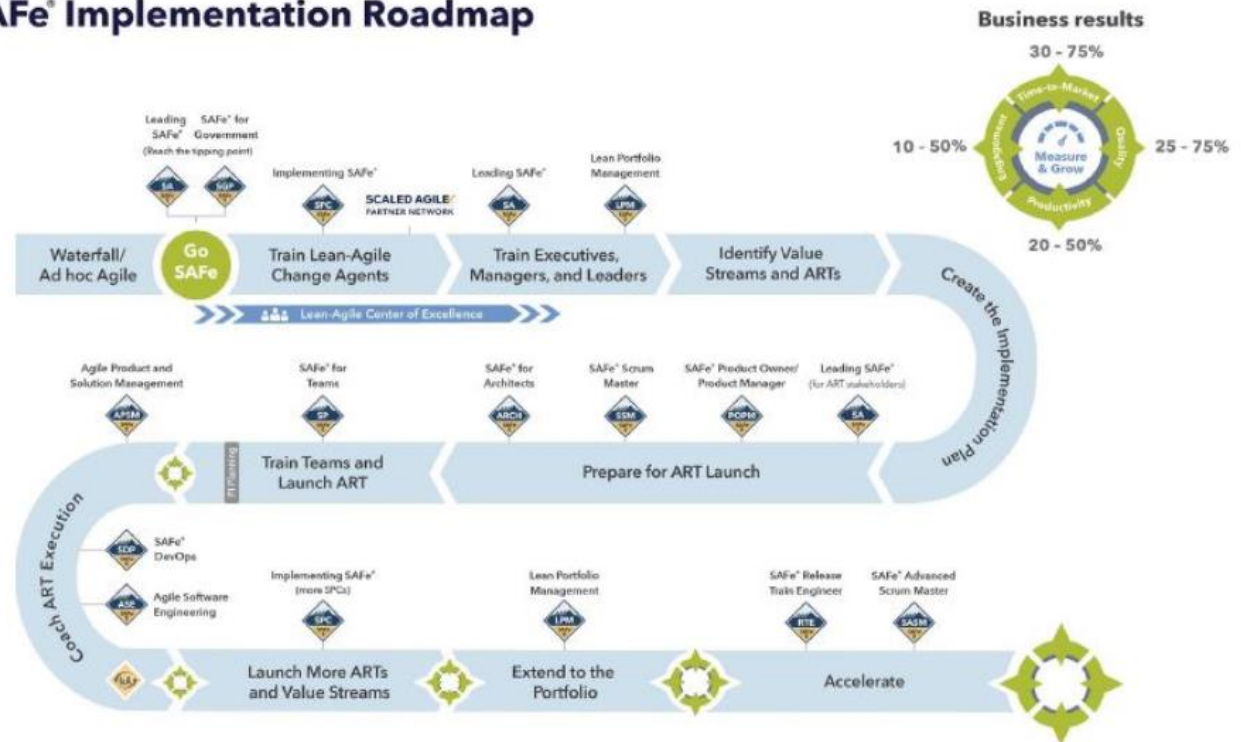 AFe® Implementation Roadmap
Business results
30 - 75%
Time-to-Market
10 - 50%
Engagement
Measure
& Grow
Quality
25 - 75%
Productivity
20 - 50%
Leading
SAFe®
SAFe® for
Government
(Reach the tipping point)
SA
SGP
Implementing SAFe®
SPC
SCALED AGILE
PARTNER NETWORK
Leading SAFe®
SA
Lean Portfolio
Management
LPM
Waterfall/
Ad hoc Agile
Go
SAFe
Train Lean-Agile
Change Agents
Train Executives,
Managers, and Leaders
Identify Value
Streams and ARTs
Create the Implementation Plan
Lean-Agile Center of Excellence
Agile Product and
Solution Management
APSM
SAFe® for
Teams
SP
SAFe® for
Architects
ARCH
SAFe® Scrum
Master
SSM
SAFe® Product Owner/
Product Manager
POPM
Leading SAFe®
(for ART stakeholders)
SA
PI Planning
Train Teams and
Launch ART
Prepare for ART Launch
Coach ART Execution
SDP
SAFe®
DevOps
ASE
Agile Software
Engineering
Implementing SAFe®
(more SPCs)
SPC
Lean Portfolio
Management
LPM
SAFe® Release
Train Engineer
RTE
SAFe® Advanced
Scrum Master
SASM
I&A
Launch More ARTs
and Value Streams
Extend to the
Portfolio
Accelerate